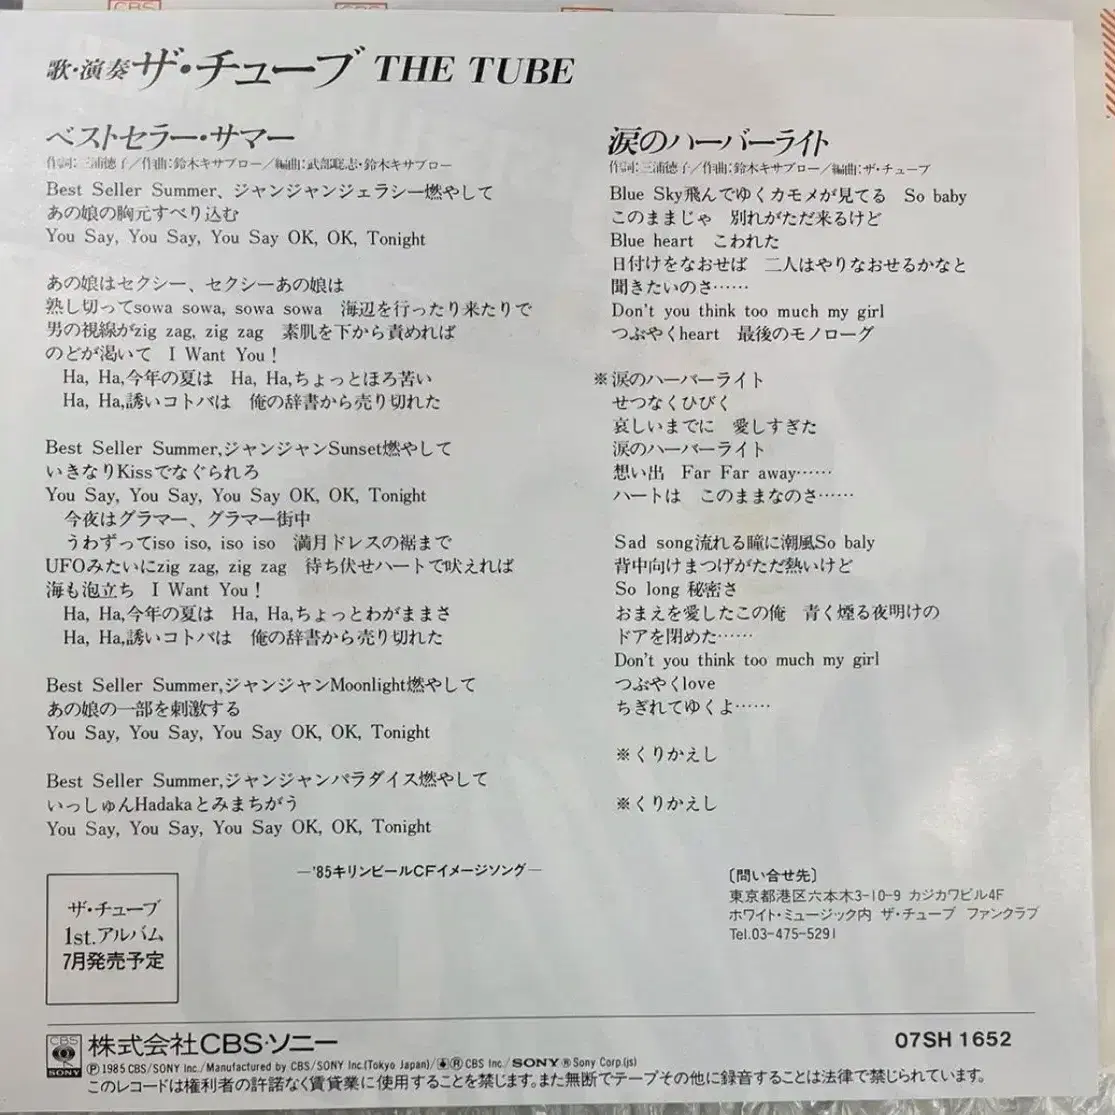 歌・演奏 ザ・チューブ THE TUBE
ベストセラー・サマー
作詞:三浦徳子／作曲:鈴木キサブロー／編曲:武部聡志・鈴木キサブロー
Best Seller Summer、ジャンジャンジェラシー燃やして
あの娘の胸元すべり込む
You Say, You Say, You Say OK, OK, Tonight
あの娘はセクシー、セクシーあの娘は
熟し切ってsowa sowa, sowa sowa 海辺を行ったり来たりで
男の視線がzig zag, zig zag 素肌を下から責めれば
のどが渇いて I Want You！
Ha, Ha,今年の夏は Ha, Ha,ちょっとほろ苦い
Ha, Ha,誘いコトバは 俺の辞書から売り切れた
Best Seller Summer,ジャンジャンSunset燃やして
いきなりKissでなぐられろ
You Say, You Say, You Say OK, OK, Tonight
今夜はグラマー、グラマー街中
うわずってiso iso, iso iso 満月ドレスの裾まで
UFOみたいにzig zag, zig zag 待ち伏せハートで吠えれば
海も泡立ち I Want You！
Ha, Ha,今年の夏は Ha, Ha,ちょっとわがままさ
Ha, Ha,誘いコトバは 俺の辞書から売り切れた
Best Seller Summer,ジャンジャンMoonlight燃やして
あの娘の一部を刺激する
You Say, You Say, You Say OK, OK, Tonight
Best Seller Summer,ジャンジャンパラダイス燃やして
いっしゅんHadakaとみまちがう
You Say, You Say, You Say OK, OK, Tonight
—'85キリンビールCFイメージソング—
涙のハーバーライト
作詞:三浦徳子／作曲:鈴木キサブロー／編曲:ザ・チューブ
Blue Sky飛んでゆくカモメが見てる So baby
このままじゃ 別れがただ来るけど
Blue heart こわれた
日付けをなおせば 二人はやりなおせるかなと
聞きたいのさ……
Don't you think too much my girl
つぶやくheart 最後のモノローグ
※涙のハーバーライト
せつなくひびく
哀しいまでに 愛しすぎた
涙のハーバーライト
想い出 Far Far away……
ハートは このままなのさ……
Sad song流れる瞳に潮風So baly
背中向けまつげがただ熱いけど
So long 秘密さ
おまえを愛したこの俺 青く煙る夜明けの
ドアを閉めた……
Don't you think too much my girl
つぶやくlove
ちぎれてゆくよ……
※くりかえし
※くりかえし
ザ・チューブ
1st.アルバム
7月発売予定
〔問い合せ先〕
東京都港区六本木3-10-9 カジカワビル4F
ホワイト・ミュージック内 ザ・チューブ ファンクラブ
Tel.03-475-5291
CBS
SONY
株式会社CBS・ソニー
07SH 1652
Ⓟ1985 CBS/SONY Inc./Manufactured by CBS/SONY Inc.(Tokyo Japan)/Ⓡ CBS Inc./SONY Ⓡ Sony Corp.(js)
このレコードは権利者の許諾なく賃貸業に使用することを禁じます。また無断でテープその他に録音することは法律で禁じられています。